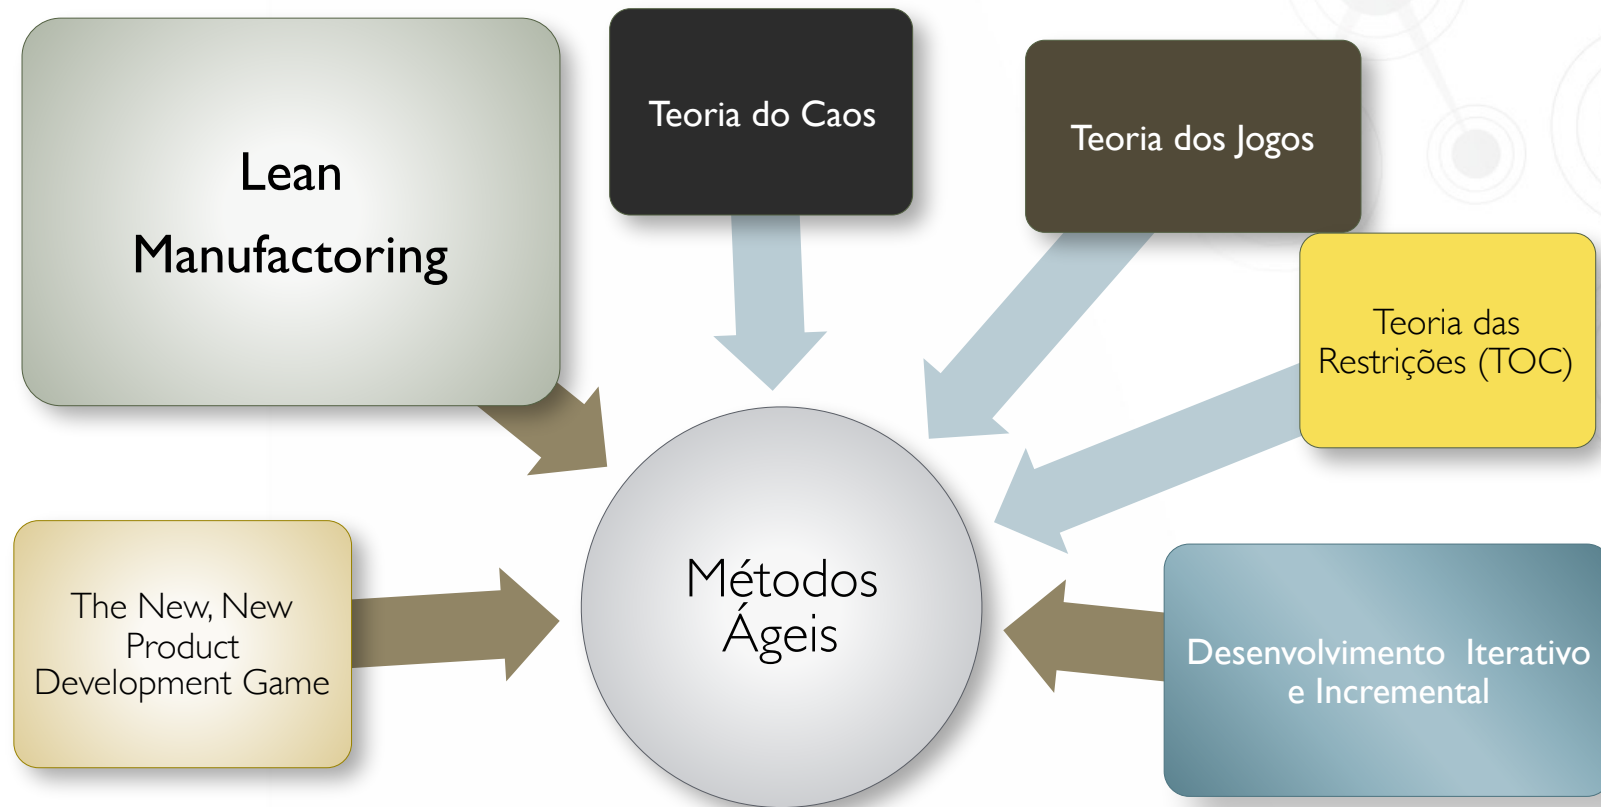 Lean
Manufactoring
Teoria do Caos
Teoria dos Jogos
Teoria das
Restrições (TOC)
The New, New
Product
Development Game
Métodos
Ágeis
Desenvolvimento Iterativo
e Incremental